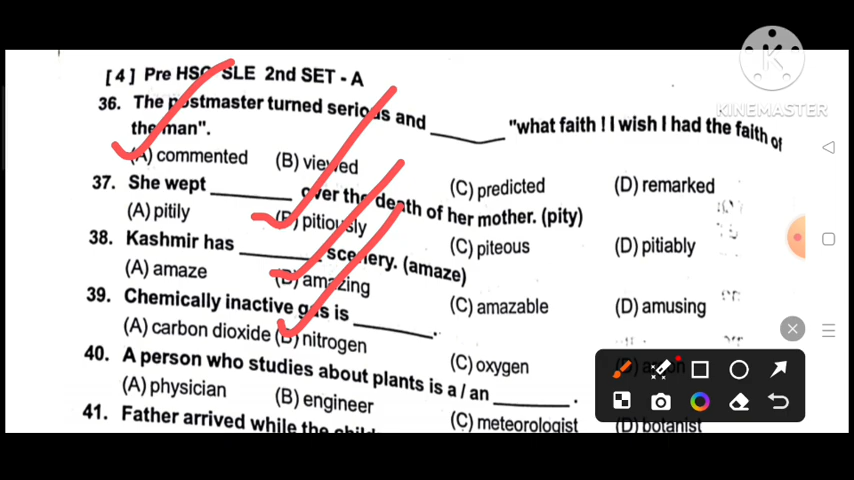 KINEMASTER
[4] Pre HSC SLE 2nd SET - A
36. The postmaster turned serious and ______ "what faith ! I wish I had the faith of
the man".
(A) commented (B) viewed (C) predicted (D) remarked
37. She wept ______ over the death of her mother. (pity)
(A) pitily (B) pitiously (C) piteous (D) pitiably
38. Kashmir has ______ scenery. (amaze)
(A) amaze (B) amazing (C) amazable (D) amusing
39. Chemically inactive gas is ______.
(A) carbon dioxide (B) nitrogen (C) oxygen
40. A person who studies about plants is a / an ______.
(A) physician (B) engineer (C) meteorologist (D) botanist
41. Father arrived while the